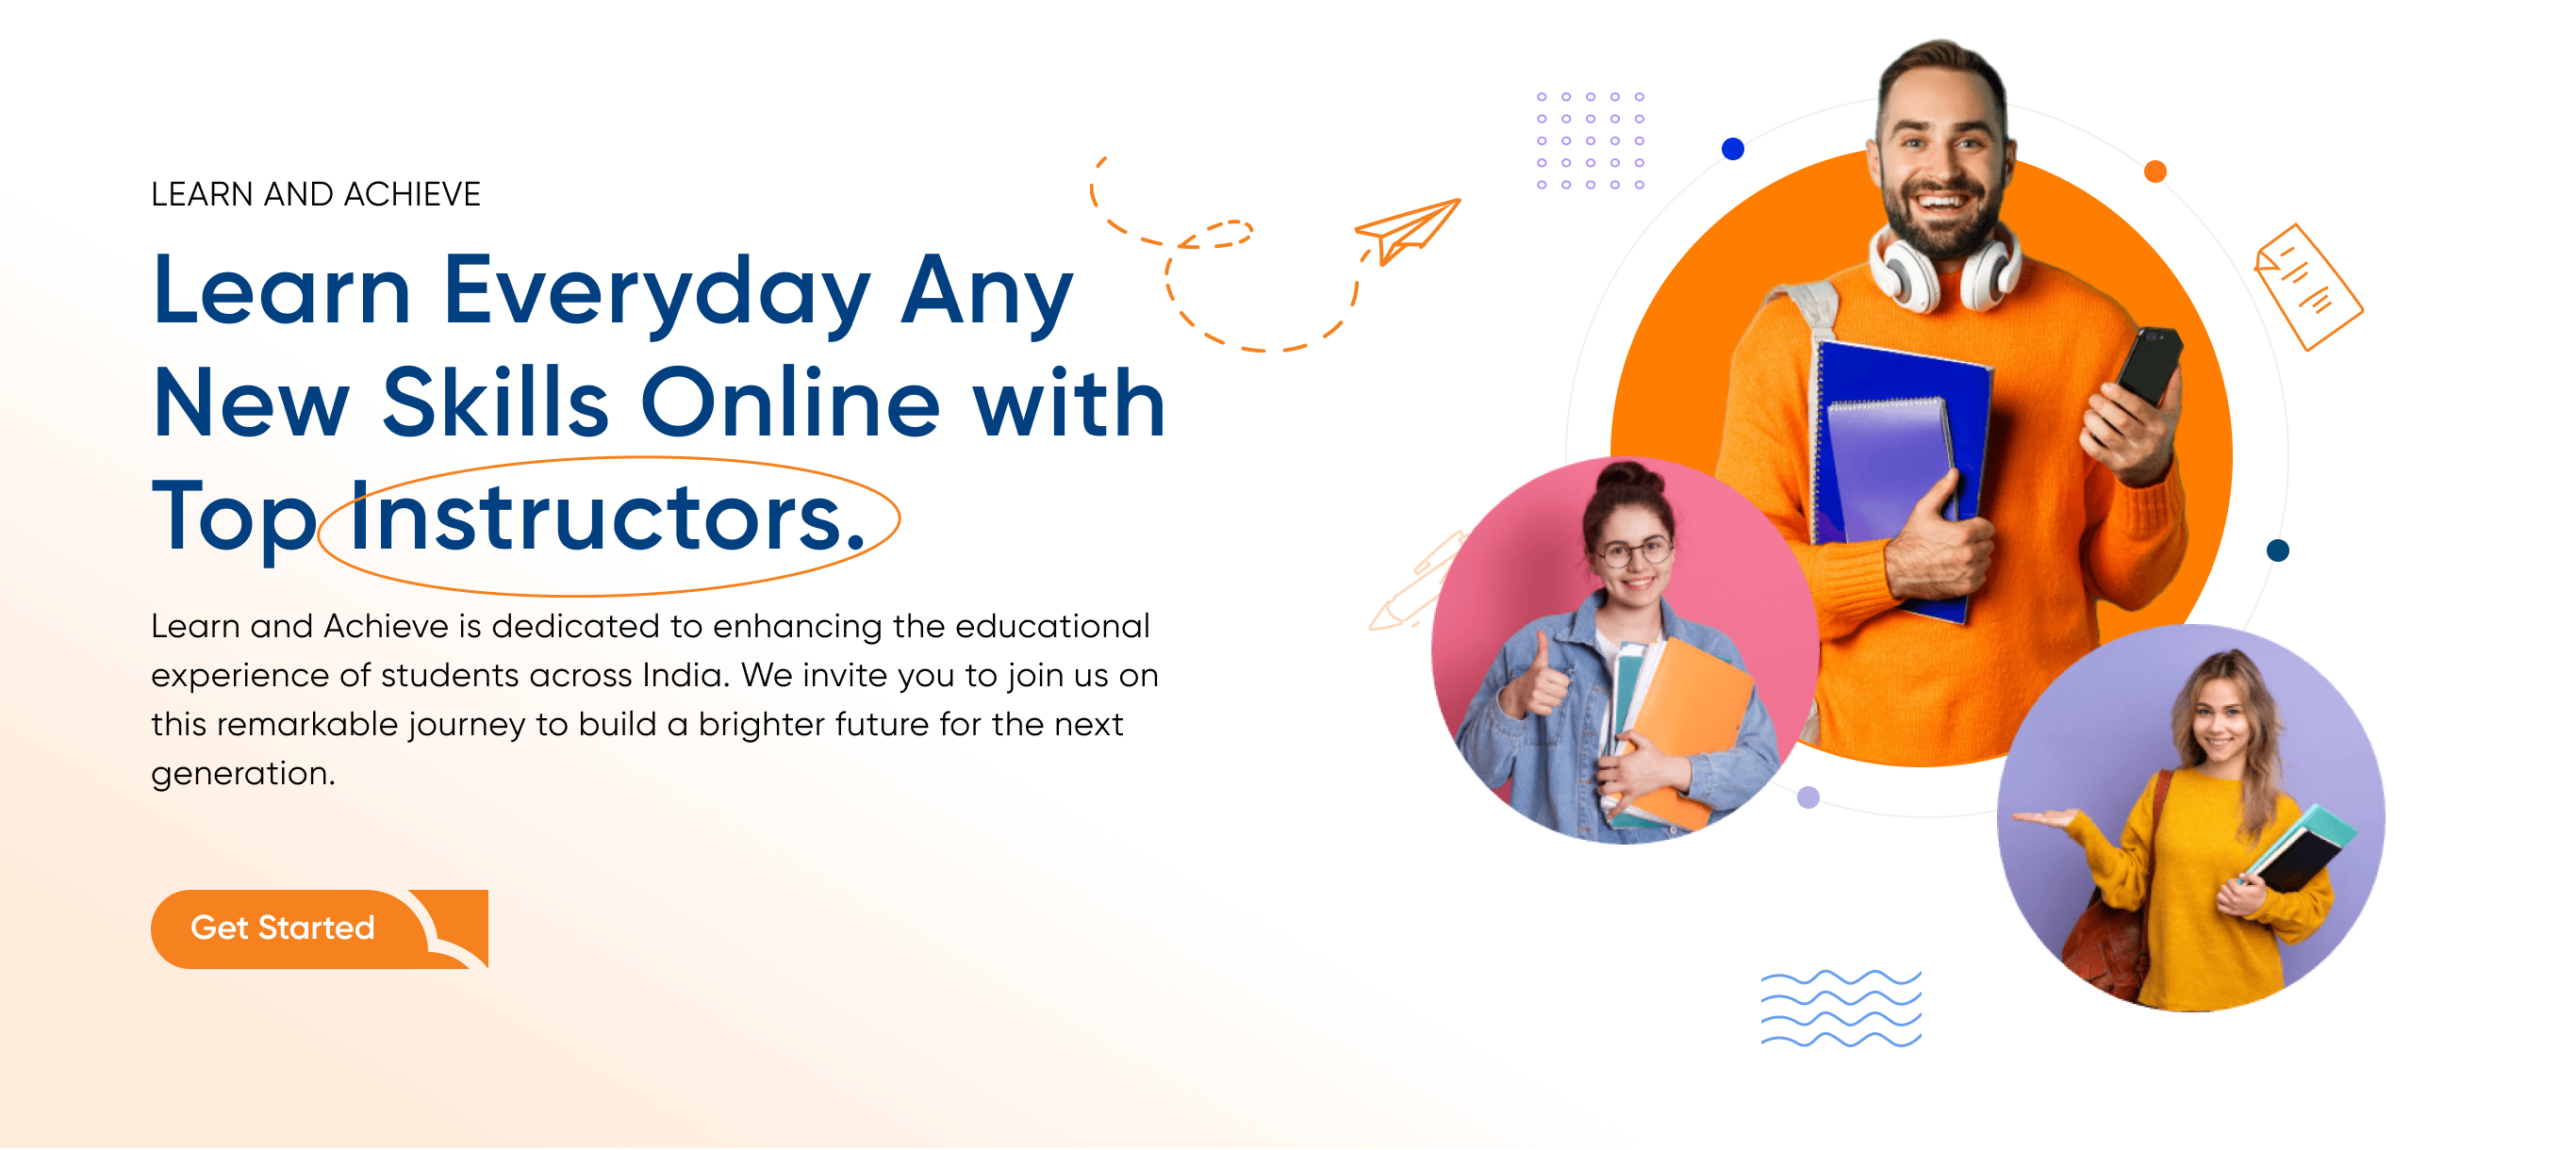 LEARN AND ACHIEVE
Learn Everyday Any
New Skills Online with
Top Instructors.
Learn and Achieve is dedicated to enhancing the educational
experience of students across India. We invite you to join us on
this remarkable journey to build a brighter future for the next
generation.
Get Started